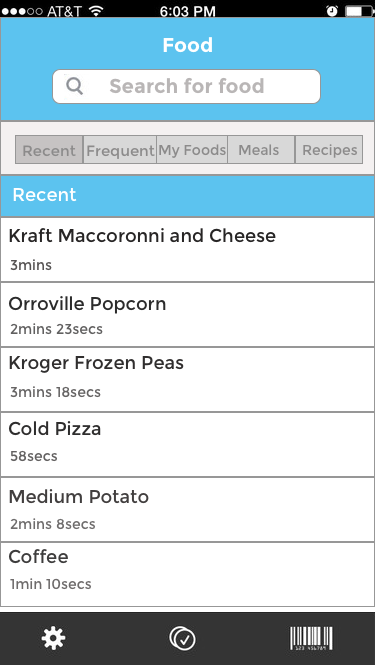 AT&T 6:03 PM
Food
Search for food
Recent Frequent My Foods Meals Recipes
Recent
Kraft Maccoronni and Cheese
3mins
Orroville Popcorn
2mins 23secs
Kroger Frozen Peas
3mins 18secs
Cold Pizza
58secs
Medium Potato
2mins 8secs
Coffee
1min 10secs
123 456789